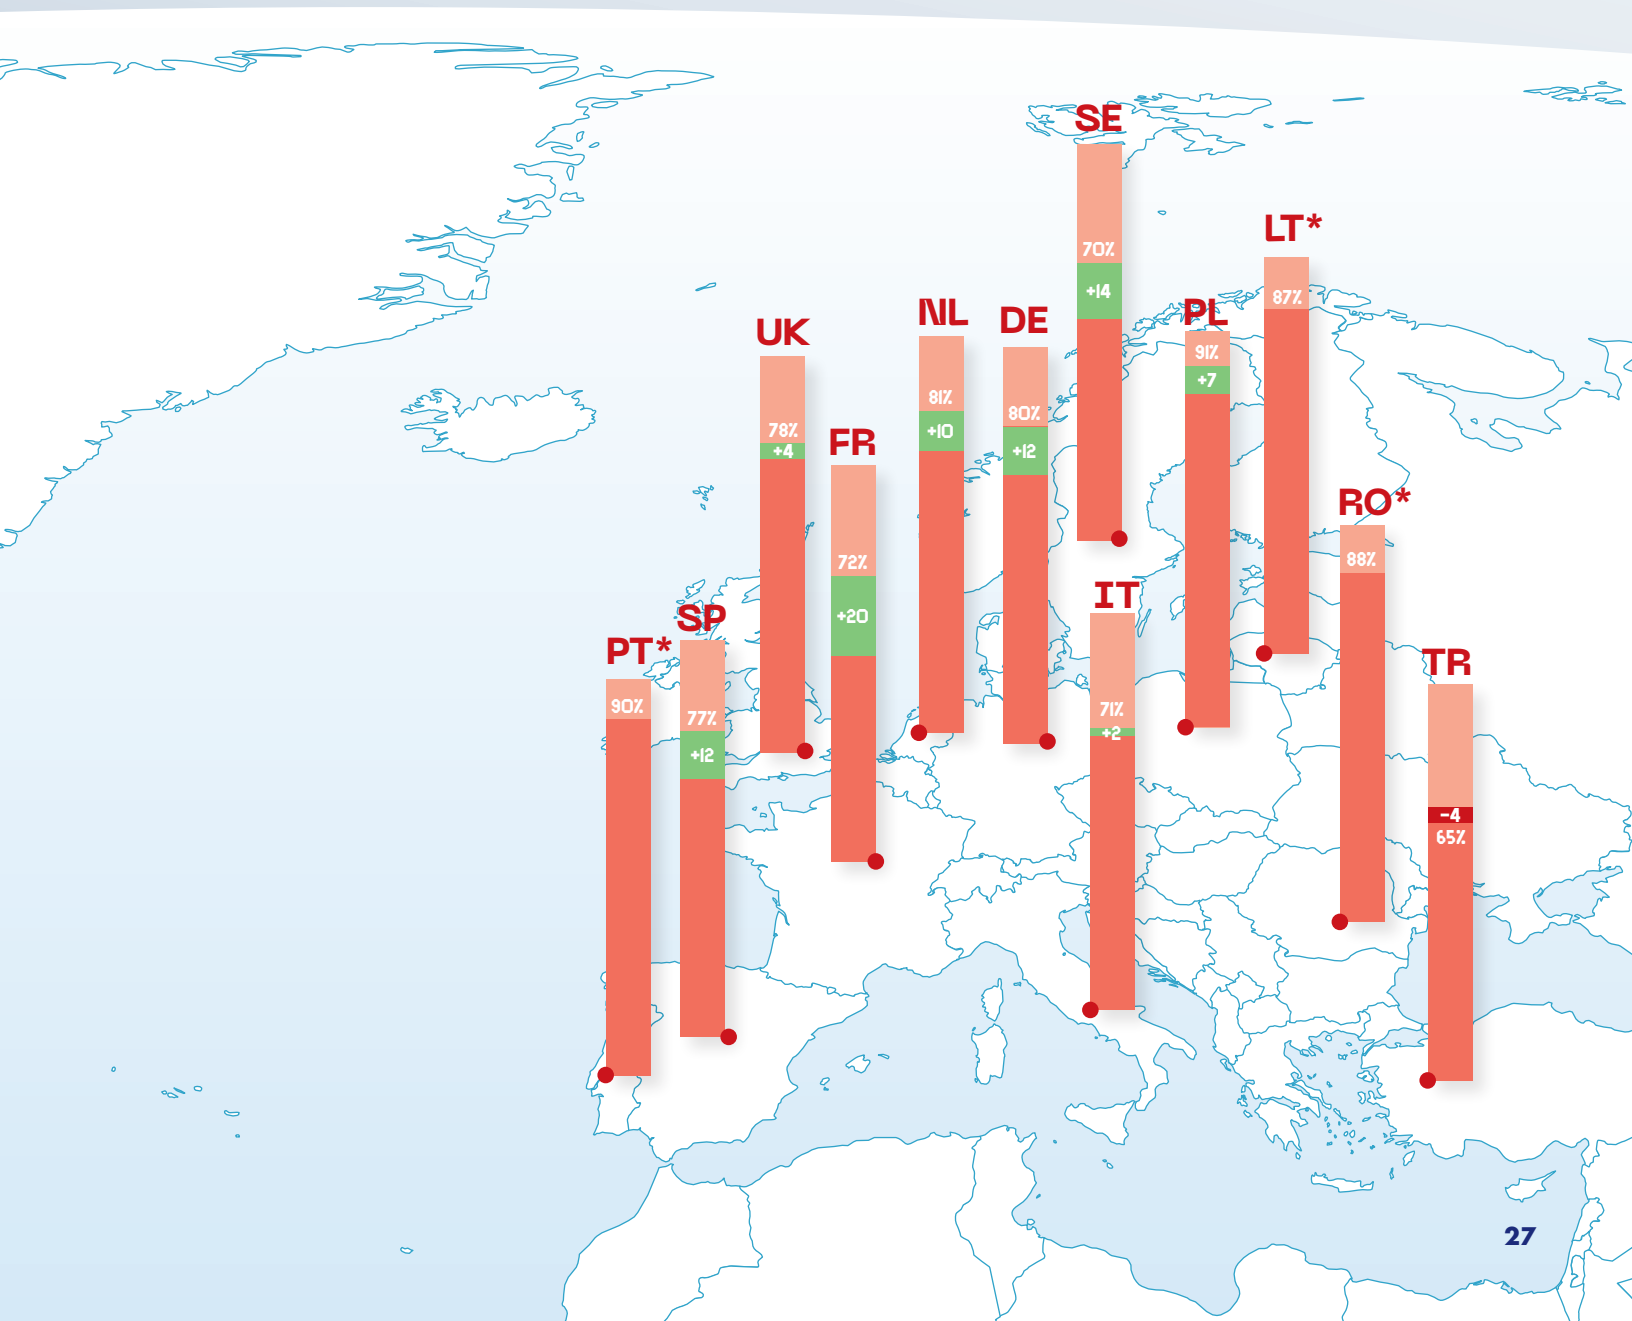 SE
70%
+14
LT*
87%
NL
81%
+10
DE
80%
+12
PL
91%
+7
UK
78%
+4
FR
72%
+20
RO*
88%
IT
71%
+2
SP
77%
+12
PT*
90%
TR
-4
65%
27